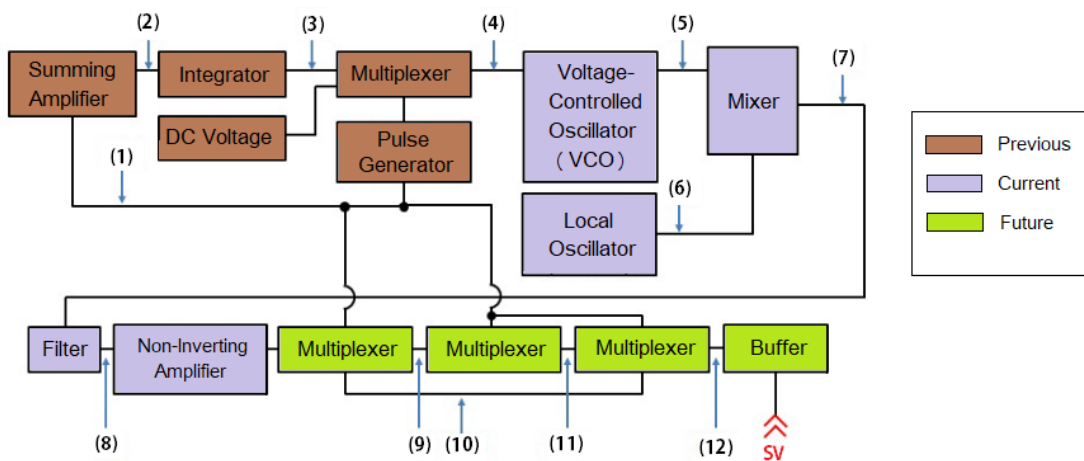 (2)
(3)
(4)
(5)
(7)
Summing
Amplifier
Integrator
Multiplexer
Voltage-
Controlled
Oscillator
( VCO )
Mixer
DC Voltage
Pulse
Generator
(1)
(6)
Local
Oscillator
Previous
Current
Future
Filter
Non-Inverting
Amplifier
Multiplexer
Multiplexer
Multiplexer
Buffer
(8)
(9)
(10)
(11)
(12)
SV